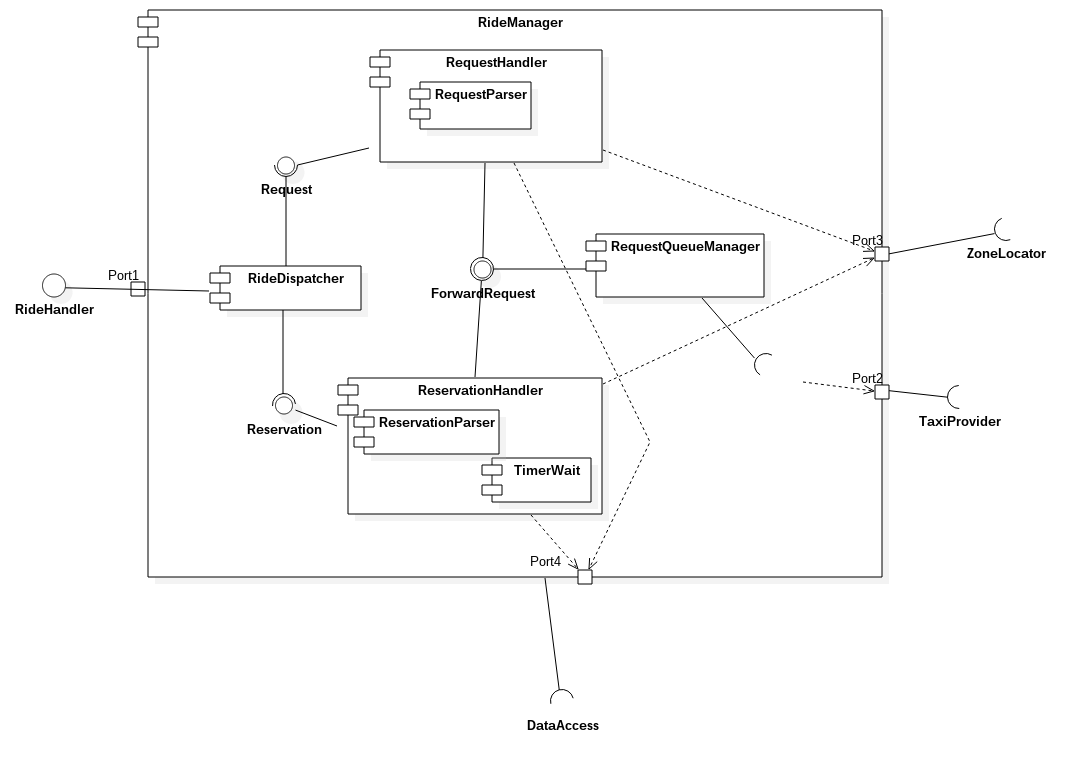 RideManager
RequestHandler
RequestParser
Request
Port3
RequestQueueManager
ZoneLocator
Port1
RideDispatcher
ForwardRequest
RideHandler
Port2
ReservationHandler
TaxiProvider
Reservation
ReservationParser
TimerWait
Port4
DataAccess